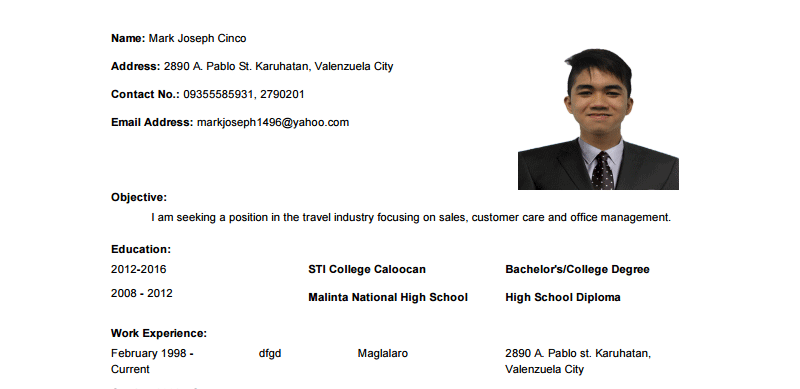 Name: Mark Joseph Cinco
Address: 2890 A. Pablo St. Karuhatan, Valenzuela City
Contact No.: 09355585931, 2790201
Email Address: markjoseph1496@yahoo.com
Objective:
I am seeking a position in the travel industry focusing on sales, customer care and office management.
Education:
2012-2016 STI College Caloocan Bachelor's/College Degree
2008 - 2012 Malinta National High School High School Diploma
Work Experience:
February 1998 - dfgd Maglalaro 2890 A. Pablo st. Karuhatan,
Current Valenzuela City